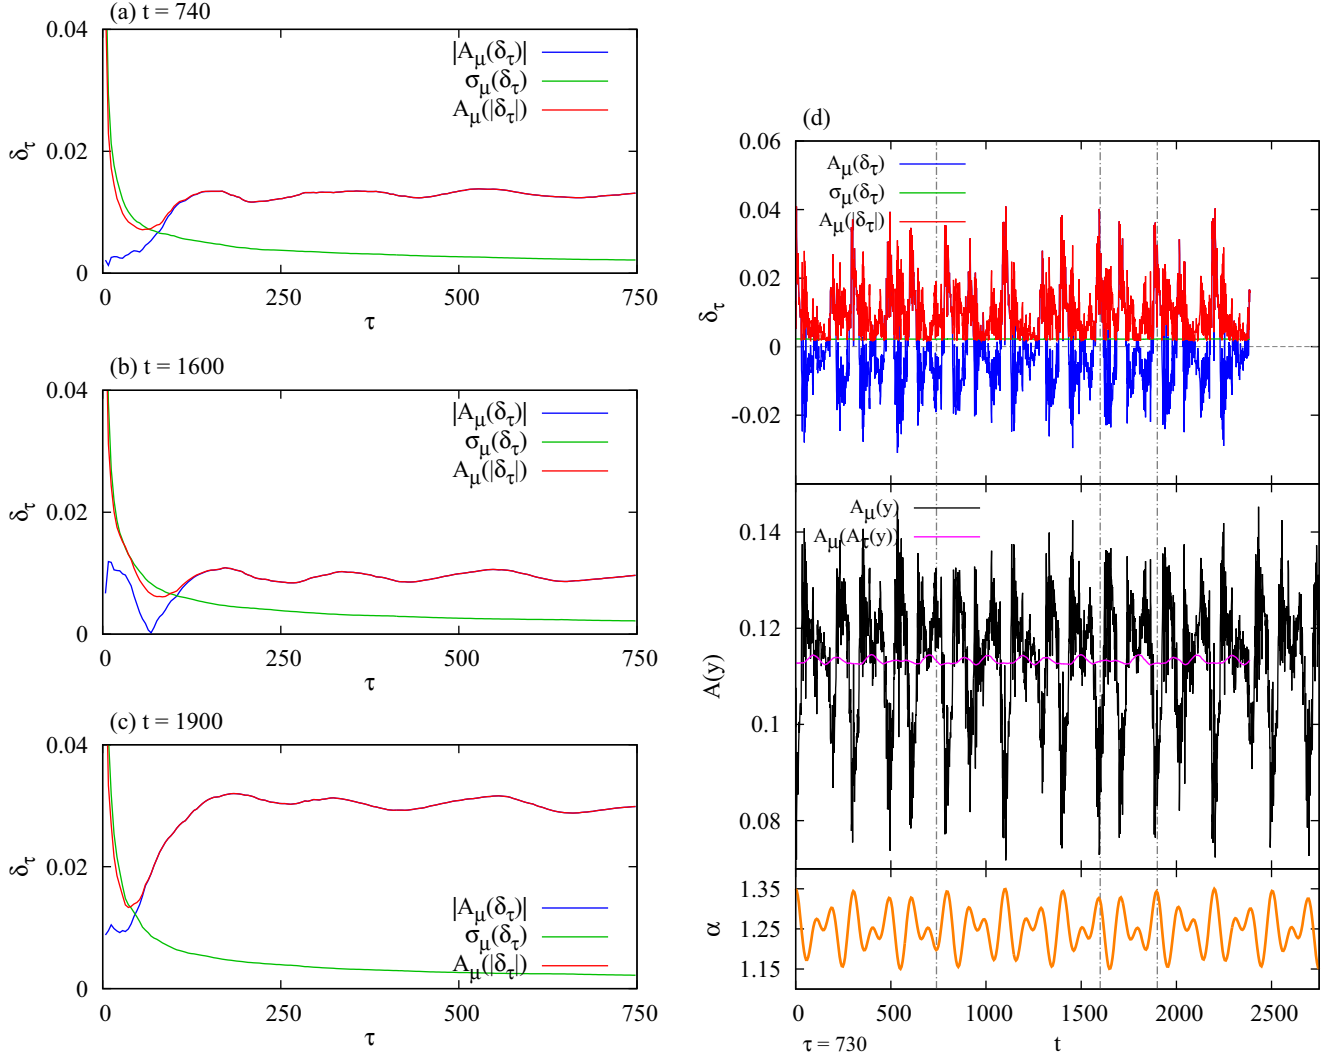 (a) t = 740
0.04
0.02
0
δτ
|Aμ(δτ)|
σμ(δτ)
Aμ(|δτ|)
0 250 500 750
τ
(b) t = 1600
0.04
0.02
0
δτ
|Aμ(δτ)|
σμ(δτ)
Aμ(|δτ|)
0 250 500 750
τ
(c) t = 1900
0.04
0.02
0
δτ
|Aμ(δτ)|
σμ(δτ)
Aμ(|δτ|)
0 250 500 750
τ
(d)
0.06
0.04
0.02
0
-0.02
δτ
Aμ(δτ)
σμ(δτ)
Aμ(|δτ|)
0.14
0.12
0.1
0.08
A(y)
Aμ(y)
Aμ(Aτ(y))
1.35
1.25
1.15
α
0 500 1000 1500 2000 2500
τ = 730
t